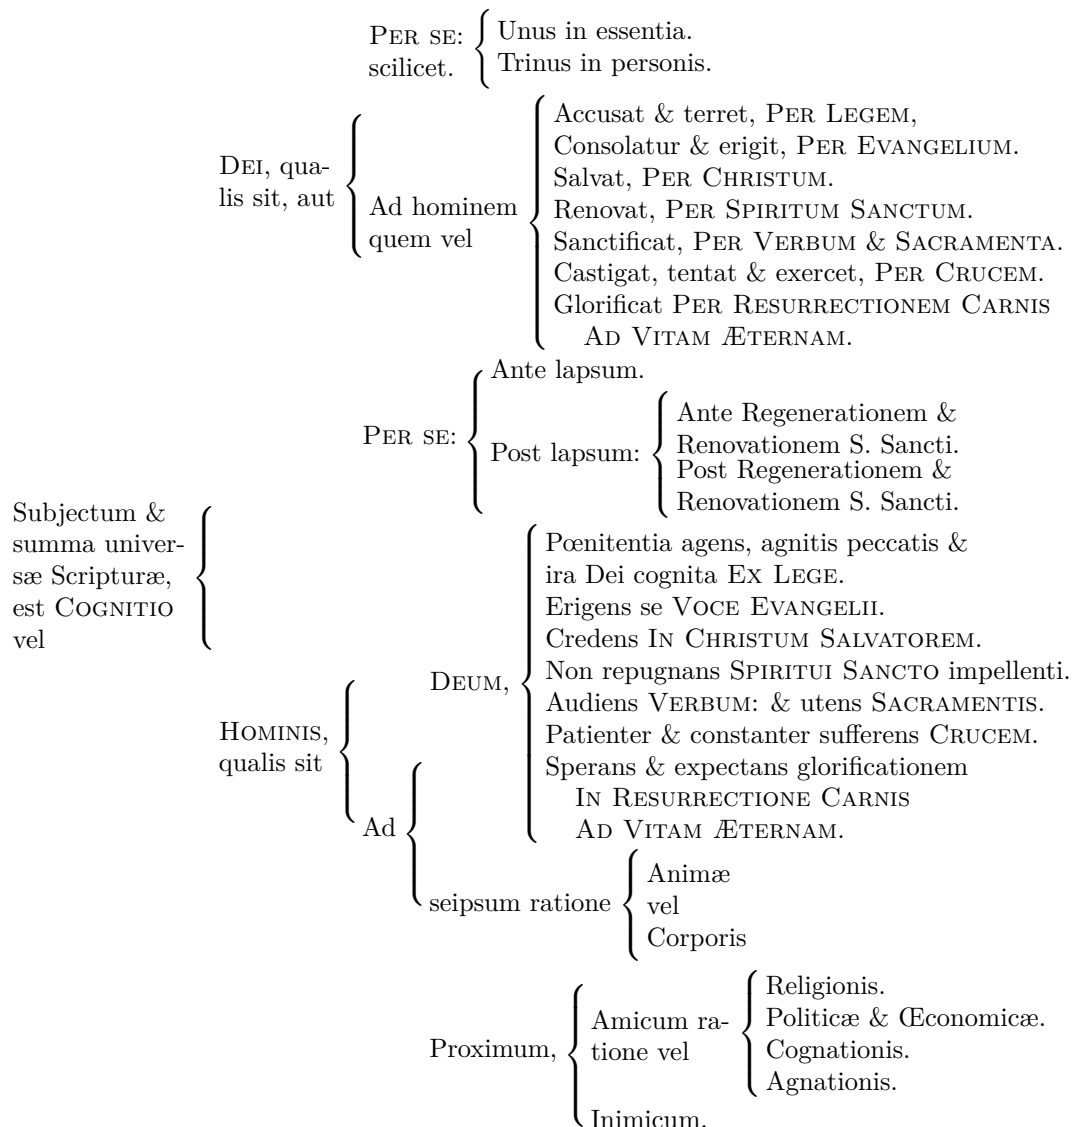 PER SE:
scilicet.
Unus in essentia.
Trinus in personis.
DEI, qua-
lis sit, aut
Ad hominem
quem vel
Accusat & terret, PER LEGEM,
Consolatur & erigit, PER EVANGELIUM.
Salvat, PER CHRISTUM.
Renovat, PER SPIRITUM SANCTUM.
Sanctificat, PER VERBUM & SACRAMENTA.
Castigat, tentat & exercet, PER CRUCEM.
Glorificat PER RESURRECTIONEM CARNIS
AD VITAM ÆTERNAM.
Subjectum &
summa univer-
sæ Scripturæ,
est COGNITIO
vel
HOMINIS,
qualis sit
PER SE:
Ante lapsum.
Post lapsum:
Ante Regenerationem &
Renovationem S. Sancti.
Post Regenerationem &
Renovationem S. Sancti.
Ad
DEUM,
Pœnitentia agens, agnitis peccatis &
ira Dei cognita EX LEGE.
Erigens se VOCE EVANGELII.
Credens IN CHRISTUM SALVATOREM.
Non repugnans SPIRITUI SANCTO impellenti.
Audiens VERBUM: & utens SACRAMENTIS.
Patienter & constanter sufferens CRUCEM.
Sperans & expectans glorificationem
IN RESURRECTIONE CARNIS
AD VITAM ÆTERNAM.
seipsum ratione
Animæ
vel
Corporis
Proximum,
Amicum ra-
tione vel
Religionis.
Politicæ & Œconomicæ.
Cognationis.
Agnationis.
Inimicum.